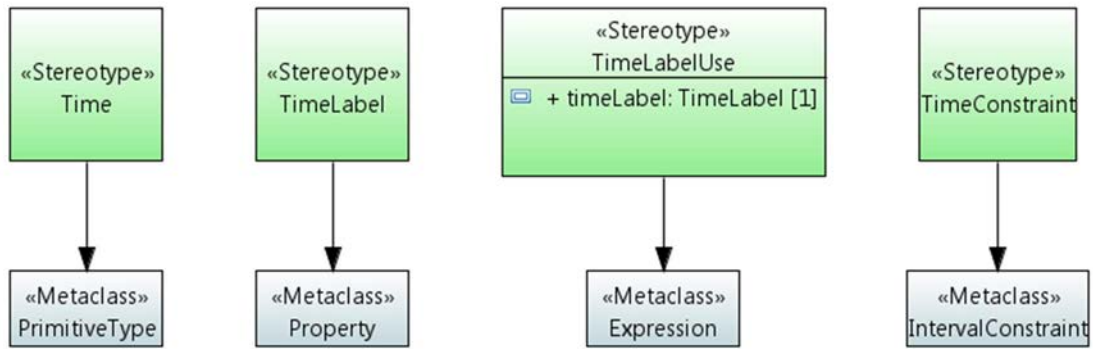 «Stereotype»
Time
«Stereotype»
TimeLabel
«Stereotype»
TimeLabelUse
+ timeLabel: TimeLabel [1]
«Stereotype»
TimeConstraint
«Metaclass»
PrimitiveType
«Metaclass»
Property
«Metaclass»
Expression
«Metaclass»
IntervalConstraint